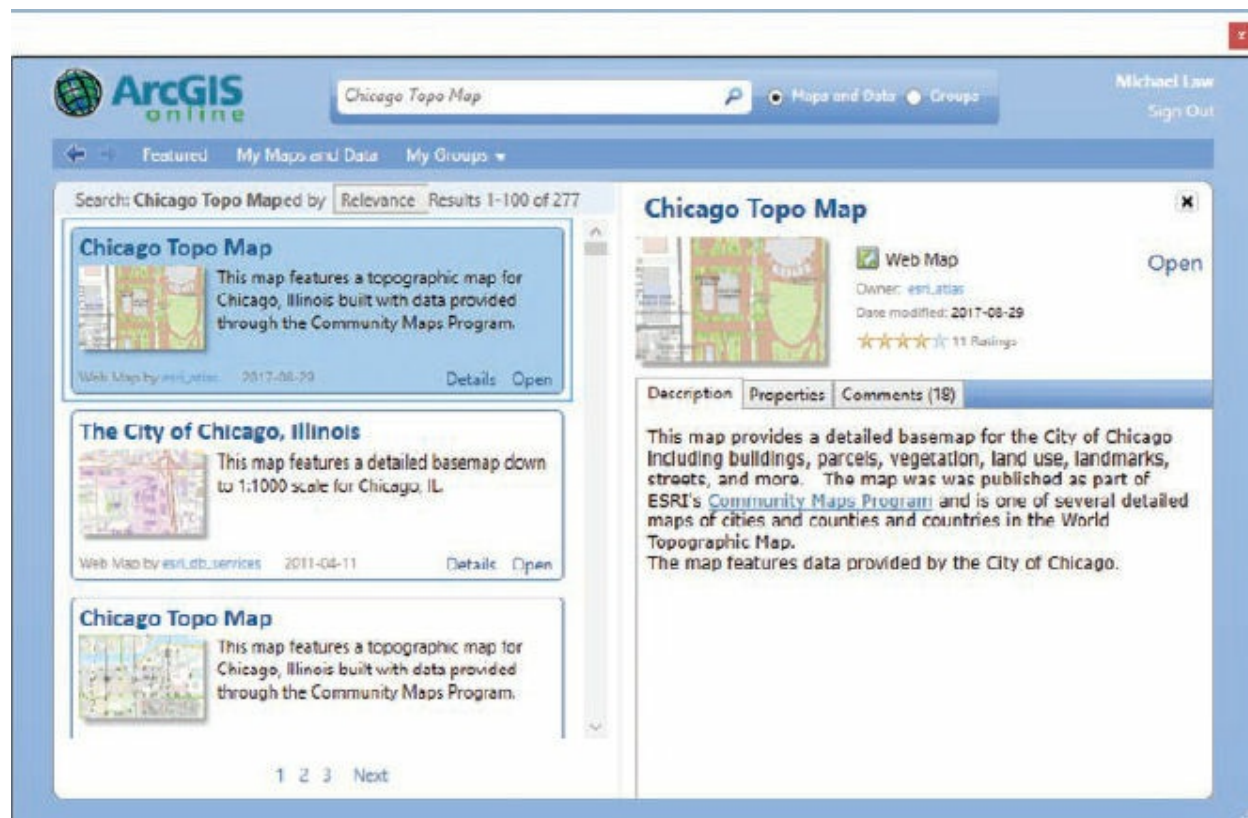 ArcGIS
online
Chicago Topo Map
Maps and Data Groups
Michael Law
Sign Out
Featured My Maps and Data My Groups
Search: Chicago Topo Maped by Relevance Results 1-100 of 277
Chicago Topo Map
This map features a topographic map for
Chicago, Illinois built with data provided
through the Community Maps Program.
Web Map by esri_atlas 2017-08-29 Details Open
The City of Chicago, Illinois
This map features a detailed basemap down
to 1:1000 scale for Chicago, IL.
Web Map by esri_db_services 2011-04-11 Details Open
Chicago Topo Map
This map features a topographic map for
Chicago, Illinois built with data provided
through the Community Maps Program.
1 2 3 Next
Chicago Topo Map
Web Map
Open
Owner: esri_atlas
Date modified: 2017-08-29
11 Ratings
Description Properties Comments (18)
This map provides a detailed basemap for the City of Chicago
including buildings, parcels, vegetation, land use, landmarks,
streets, and more. The map was was published as part of
ESRI's Community Maps Program and is one of several detailed
maps of cities and counties and countries in the World
Topographic Map.
The map features data provided by the City of Chicago.